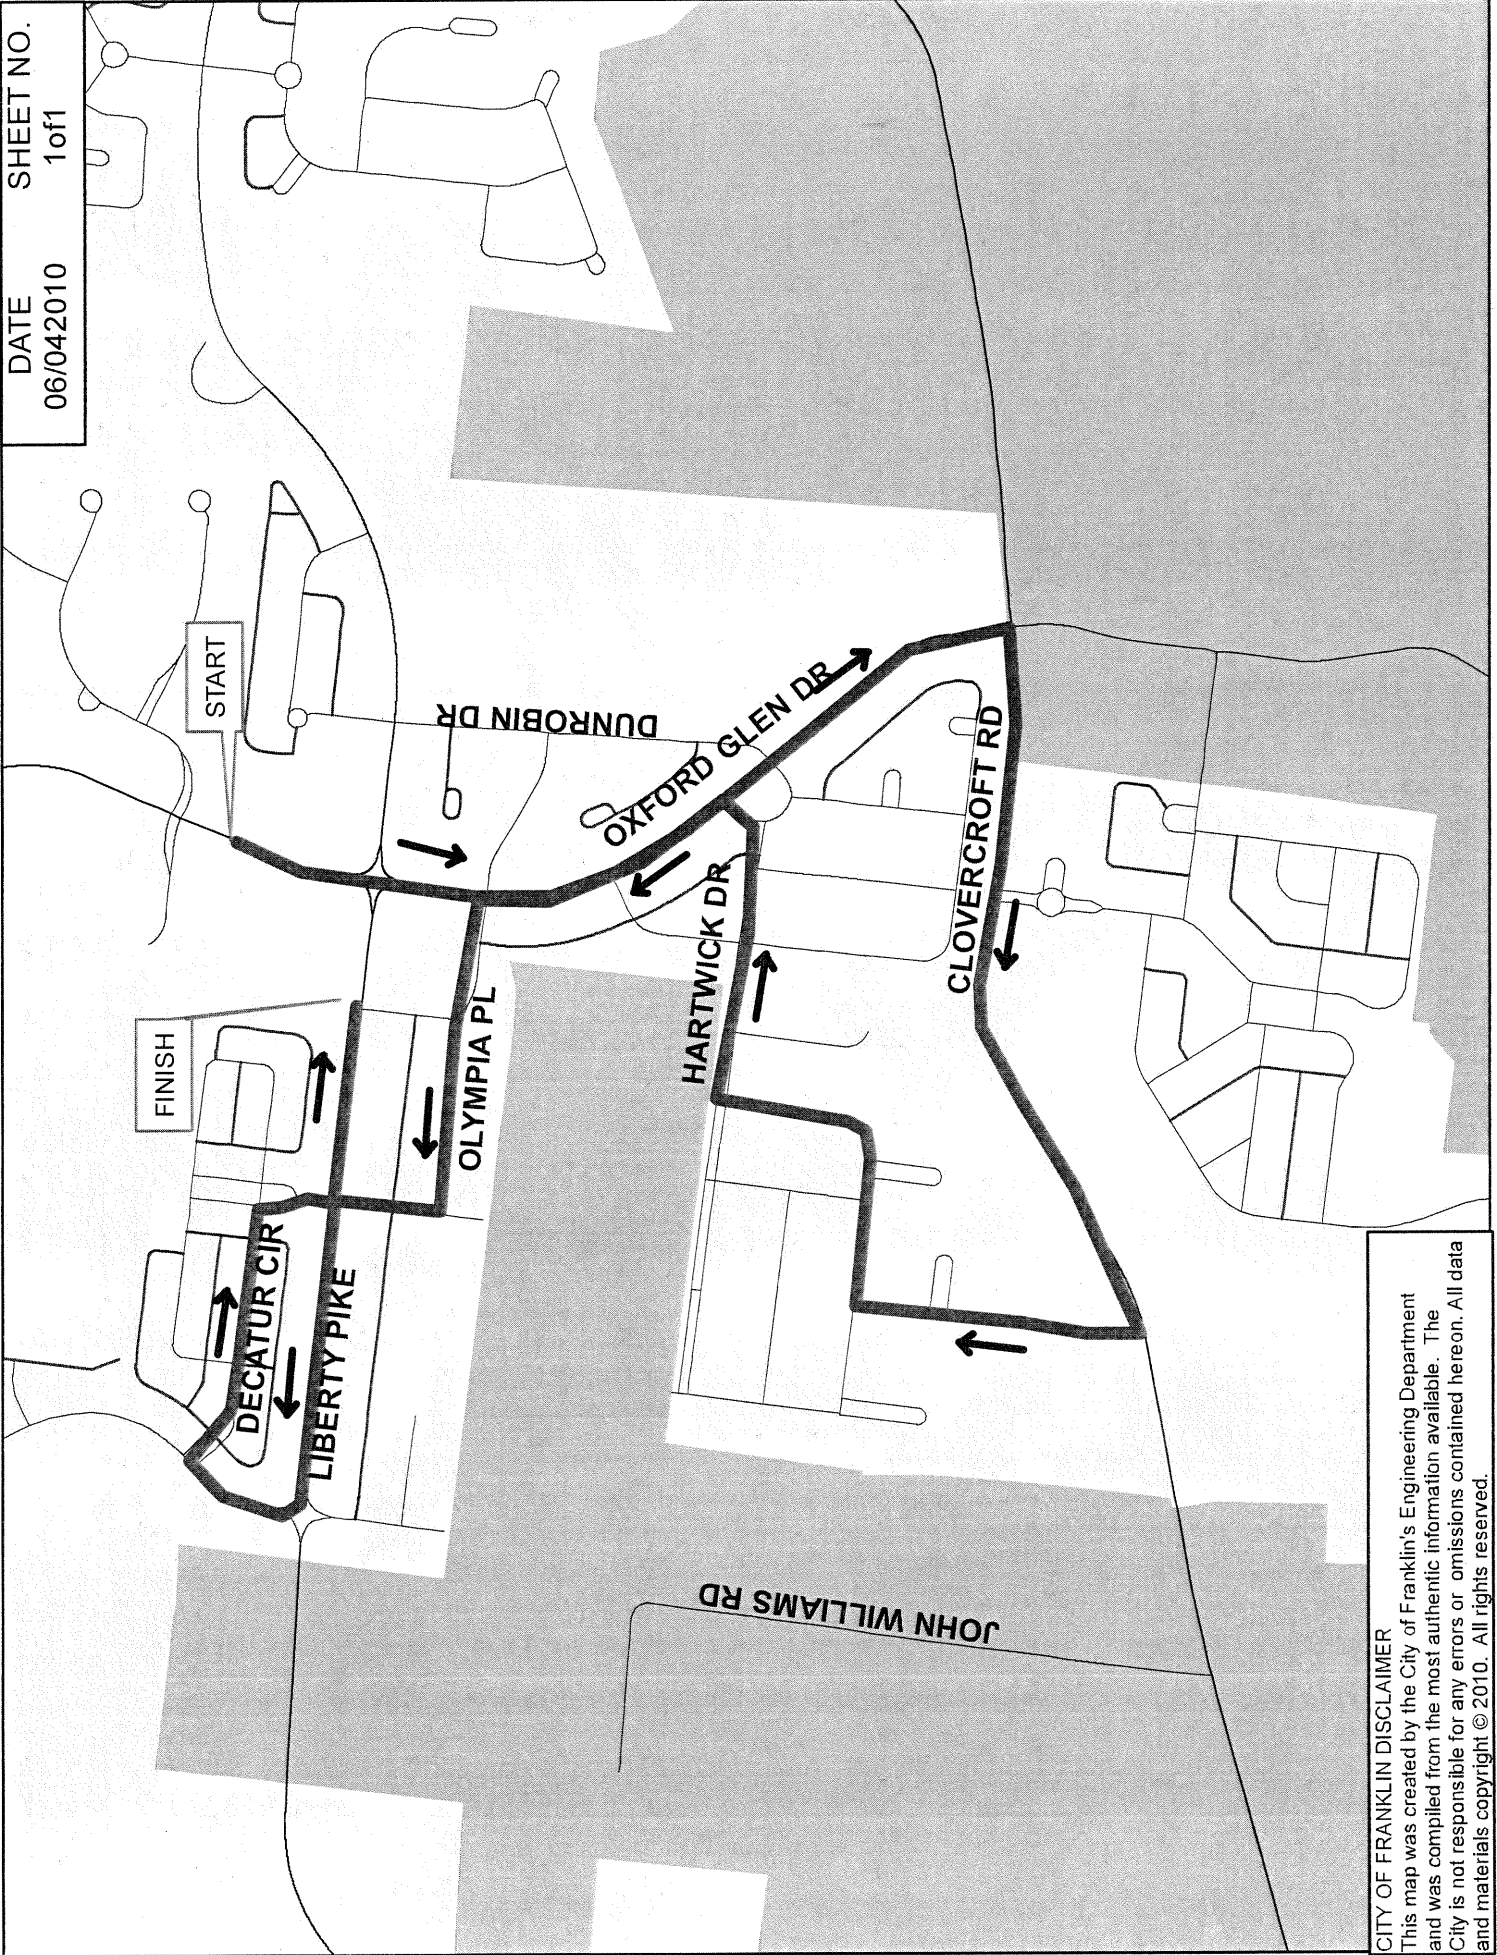 DATE
SHEET NO.
06/042010
1of1
START
DUNROBIN DR
OXFORD GLEN DR
CLOVERCROFT RD
HARTWICK DR
OLYMPIA PL
FINISH
DECATUR CIR
LIBERTY PIKE
JOHN WILLIAMS RD
CITY OF FRANKLIN DISCLAIMER
This map was created by the City of Franklin's Engineering Department
and was compiled from the most authentic information available. The
City is not responsible for any errors or omissions contained hereon. All data
and materials copyright © 2010. All rights reserved.